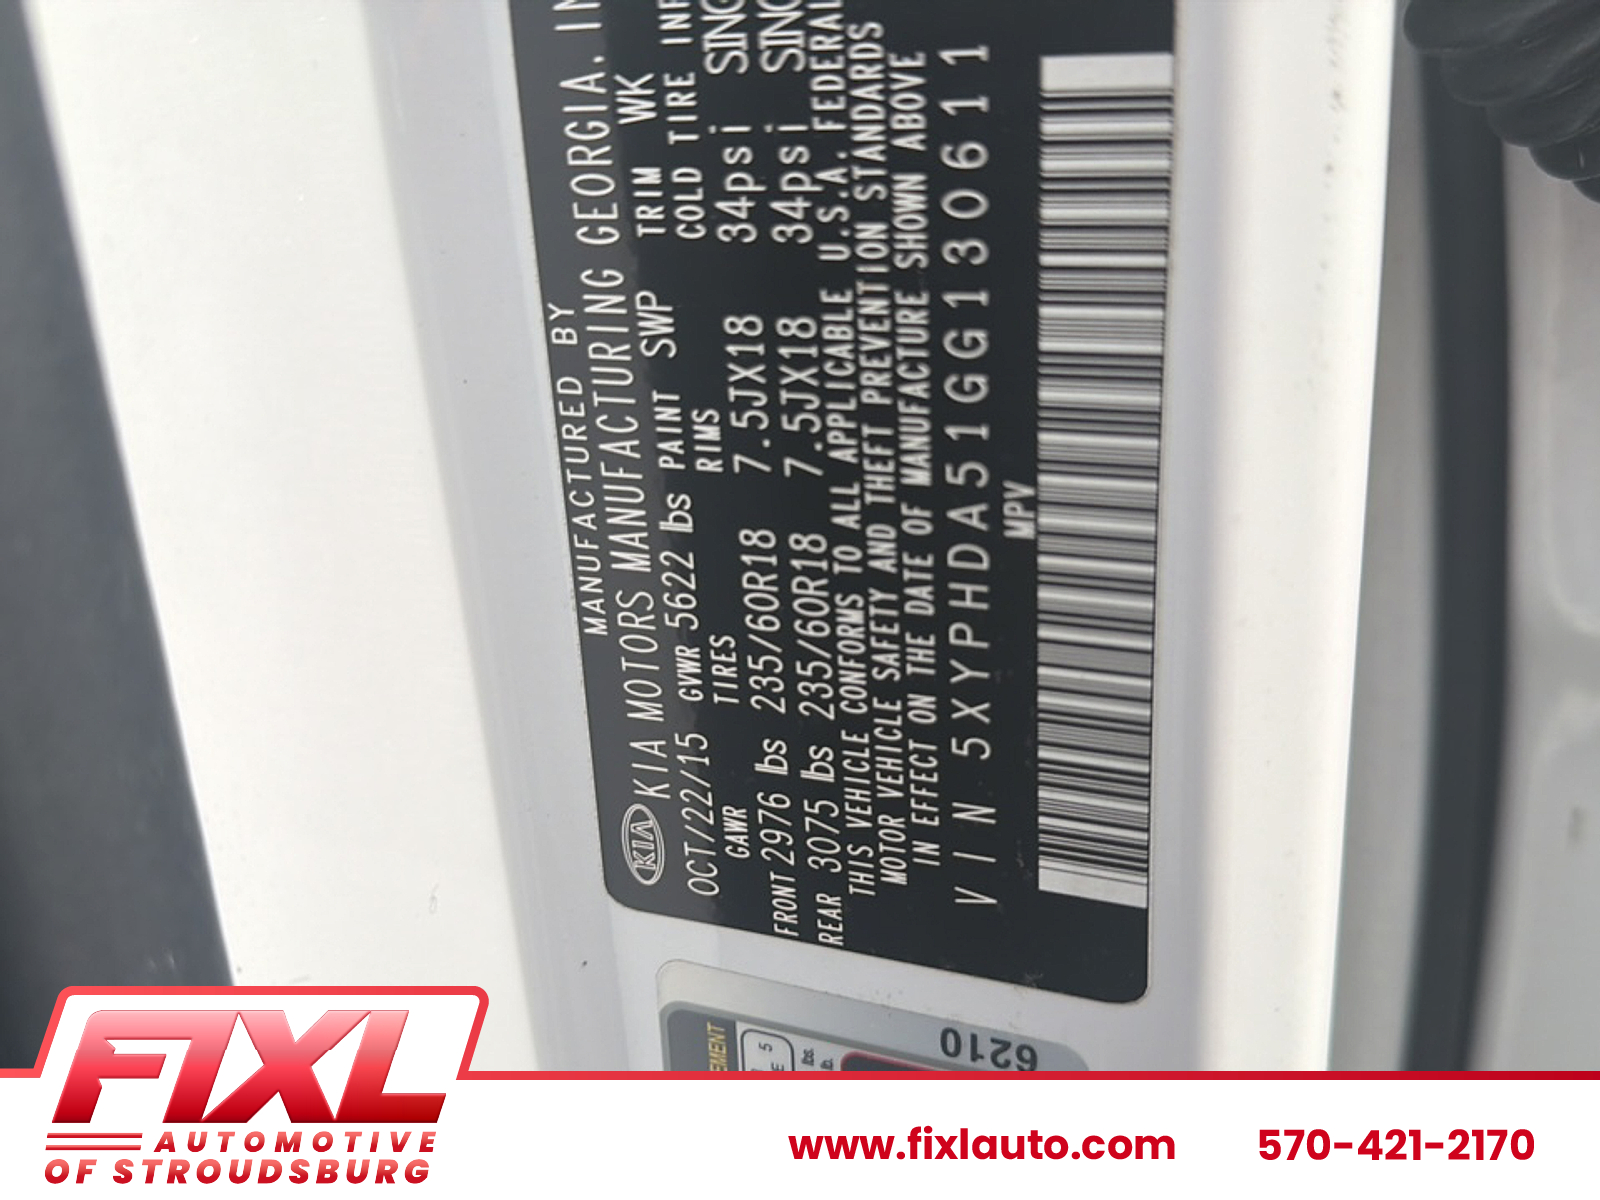 MANUFACTURED BY
KIA KIA MOTORS MANUFACTURING GEORGIA. IN
OCT/22/15 GVWR 5622 lbs PAINT SWP TRIM WK
GAWR TIRES RIMS COLD TIRE INF
FRONT 2976 lbs 235/60R18 7.5JX18 34psi SING
REAR 3075 lbs 235/60R18 7.5JX18 34psi SING
THIS VEHICLE CONFORMS TO ALL APPLICABLE U.S.A. FEDERAL
MOTOR VEHICLE SAFETY AND THEFT PREVENTION STANDARDS
IN EFFECT ON THE DATE OF MANUFACTURE SHOWN ABOVE
VIN 5XYPHDA51GG130611
MPV
EMENT
5
E
lbs.
b.
6210
FIXL
AUTOMOTIVE
OF STROUDSBURG
www.fixlauto.com 570-421-2170